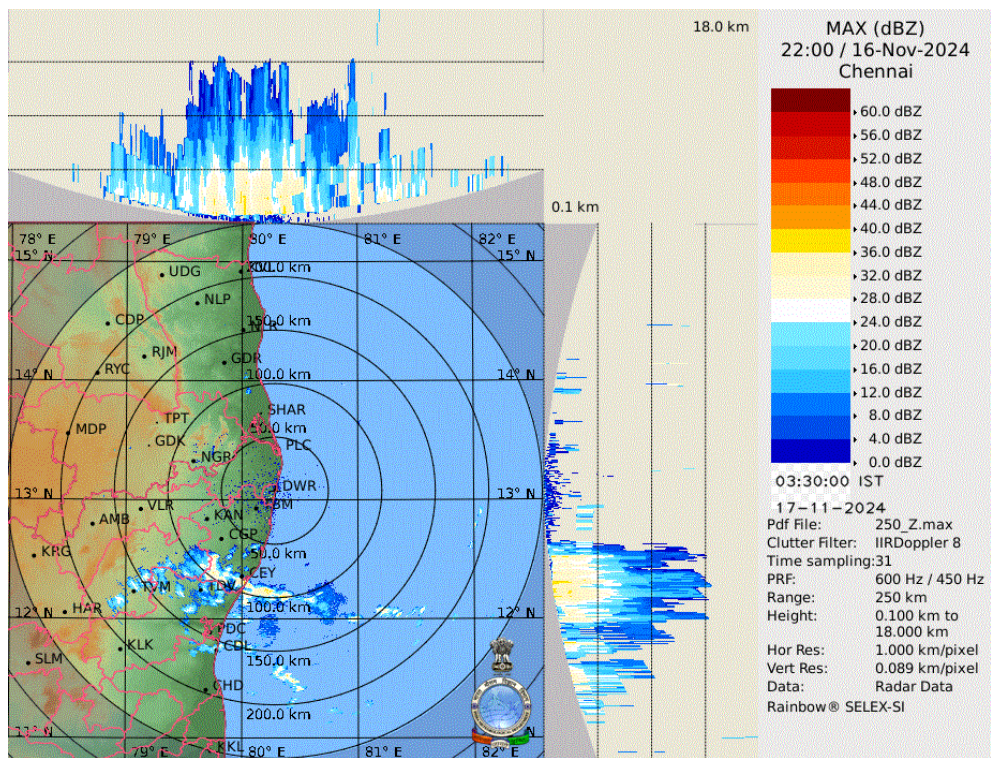 18.0 km
0.1 km
MAX (dBZ)
22:00 / 16-Nov-2024
Chennai
60.0 dBZ
56.0 dBZ
52.0 dBZ
48.0 dBZ
44.0 dBZ
40.0 dBZ
36.0 dBZ
32.0 dBZ
28.0 dBZ
24.0 dBZ
20.0 dBZ
16.0 dBZ
12.0 dBZ
8.0 dBZ
4.0 dBZ
0.0 dBZ
03:30:00 IST
17-11-2024
Pdf File: 250_Z.max
Clutter Filter: IIRDoppler 8
Time sampling:31
PRF: 600 Hz / 450 Hz
Range: 250 km
Height: 0.100 km to
18.000 km
Hor Res: 1.000 km/pixel
Vert Res: 0.089 km/pixel
Data: Radar Data
Rainbow® SELEX-SI
78° E 79° E 80° E 81° E 82° E
15° N 15° N
UDG 200.0 km
NLP
CDP 150.0 km
NLR
RJM GDR
RYC
14° N 100.0 km 14° N
SHAR
TPT
MDP 50.0 km
GDK PLC
NGR
DWR
13° N 13° N
VLR
KAN
AMB
CGP
KRG 50.0 km
CEY
TVM TDV
HAR 100.0 km
12° N 12° N
PDC
KLK CDL
SLM 150.0 km
CHD
200.0 km
11° N N
KKL
79° E 80° E 81° E 82° E